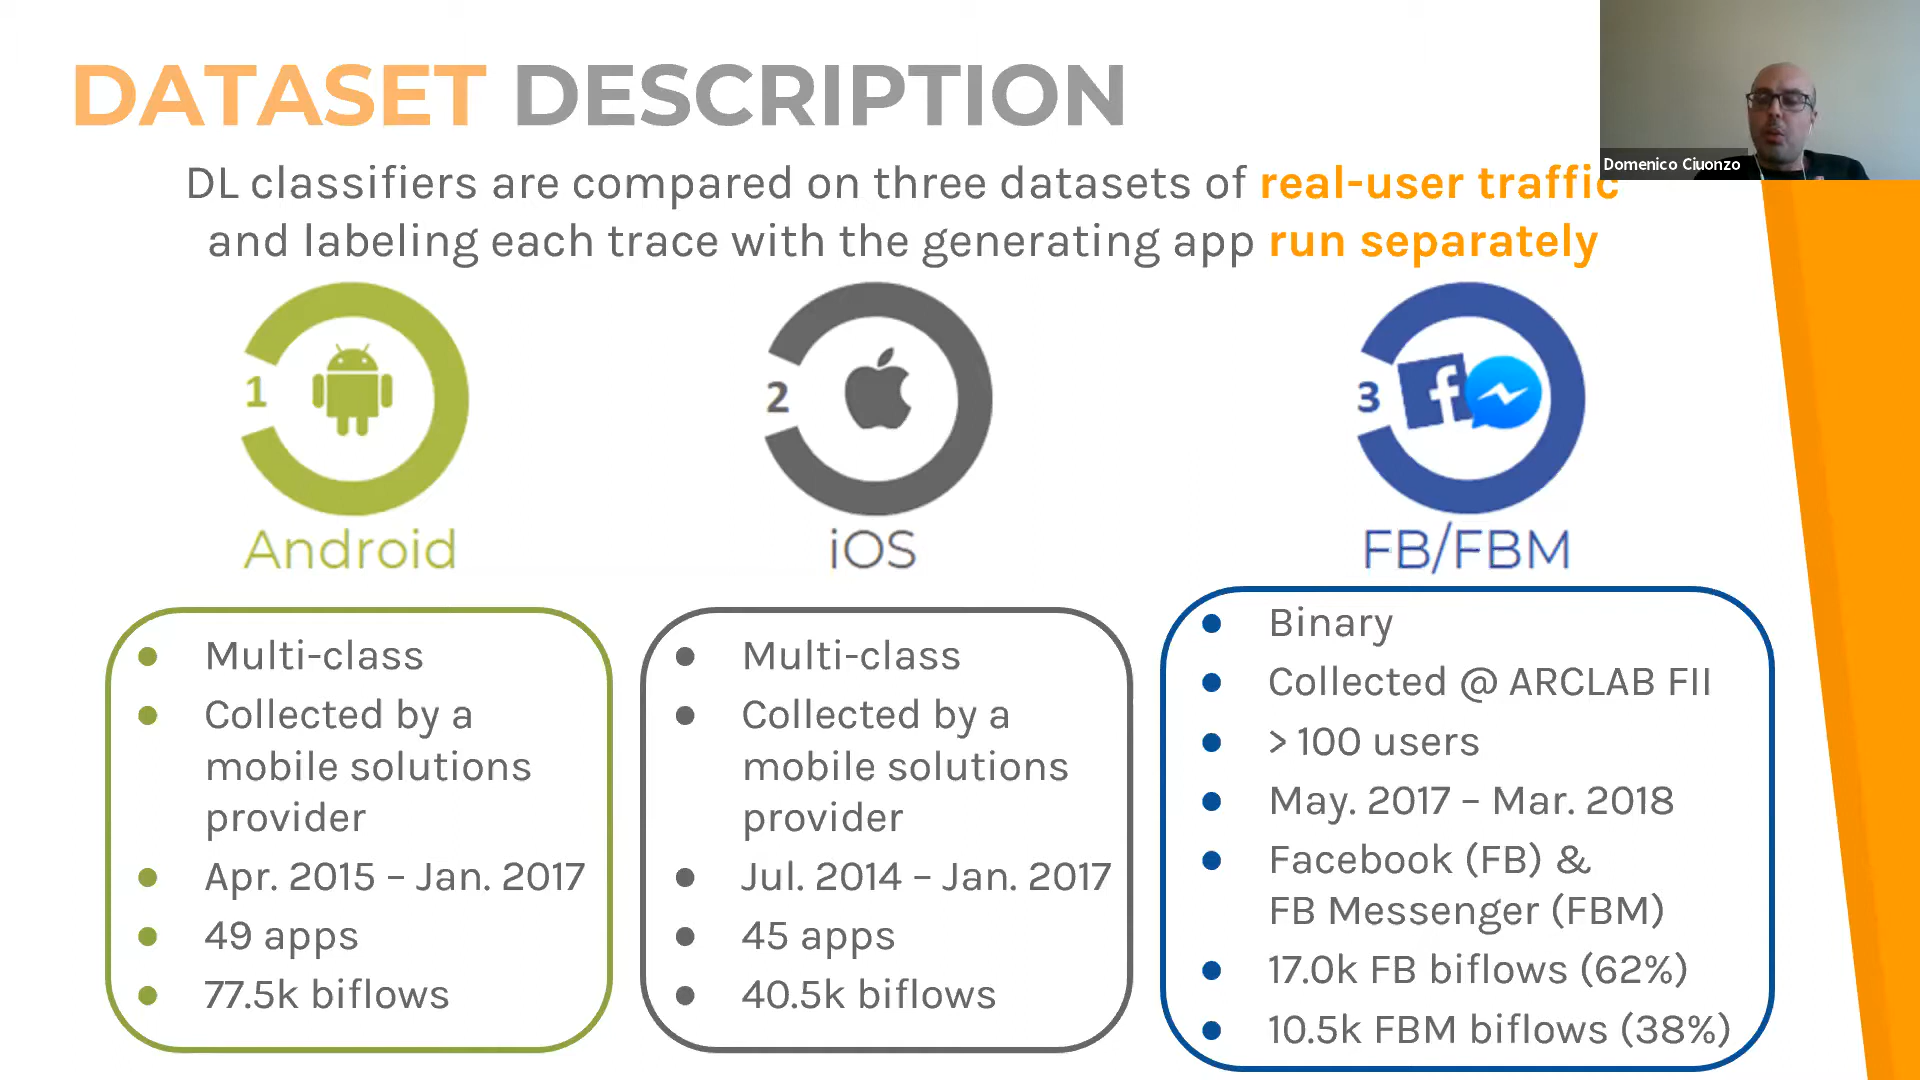 DATASET DESCRIPTION
Domenico Ciuonzo
DL classifiers are compared on three datasets of real-user traffic
and labeling each trace with the generating app run separately
1
Android
Multi-class
Collected by a
mobile solutions
provider
Apr. 2015 – Jan. 2017
49 apps
77.5k biflows
2
iOS
Multi-class
Collected by a
mobile solutions
provider
Jul. 2014 – Jan. 2017
45 apps
40.5k biflows
3
f
FB/FBM
Binary
Collected @ ARCLAB FII
> 100 users
May. 2017 – Mar. 2018
Facebook (FB) &
FB Messenger (FBM)
17.0k FB biflows (62%)
10.5k FBM biflows (38%)